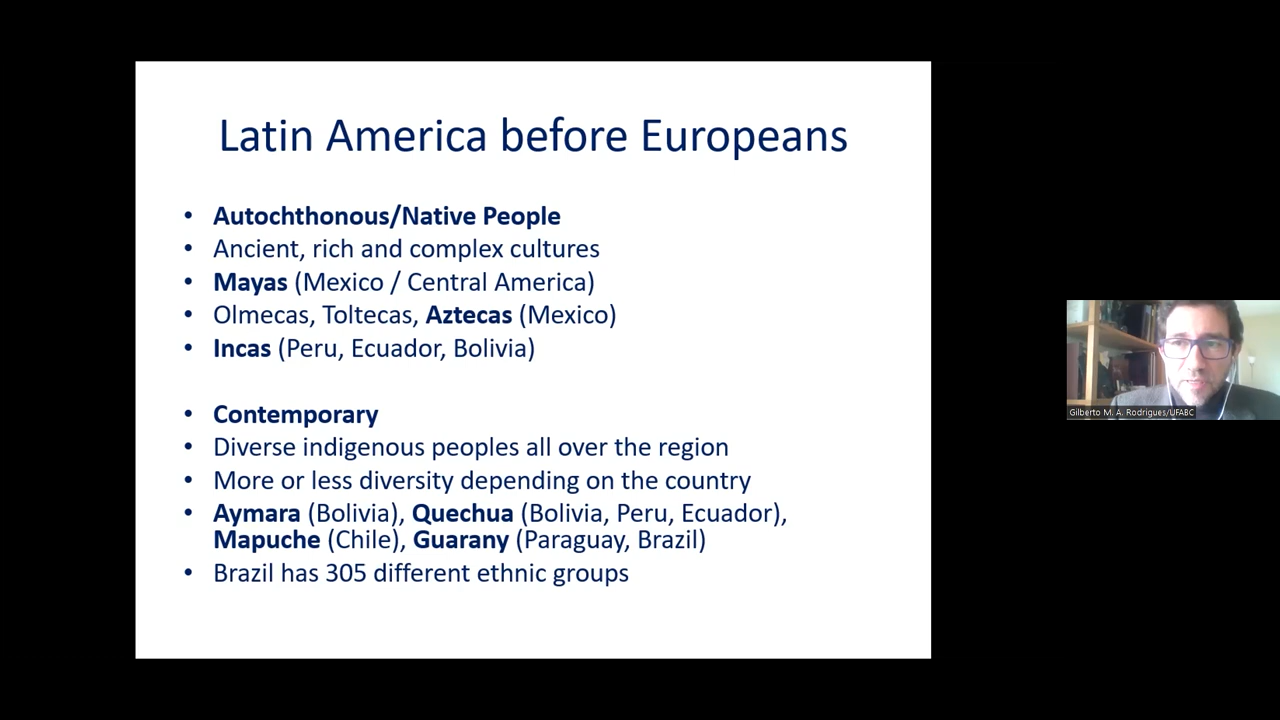 Latin America before Europeans
• Autochthonous/Native People
• Ancient, rich and complex cultures
• Mayas (Mexico / Central America)
• Olmecas, Toltecas, Aztecas (Mexico)
• Incas (Peru, Ecuador, Bolivia)
• Contemporary
• Diverse indigenous peoples all over the region
• More or less diversity depending on the country
• Aymara (Bolivia), Quechua (Bolivia, Peru, Ecuador),
Mapuche (Chile), Guarany (Paraguay, Brazil)
• Brazil has 305 different ethnic groups
Gilberto M. A. Rodrigues/UFABC